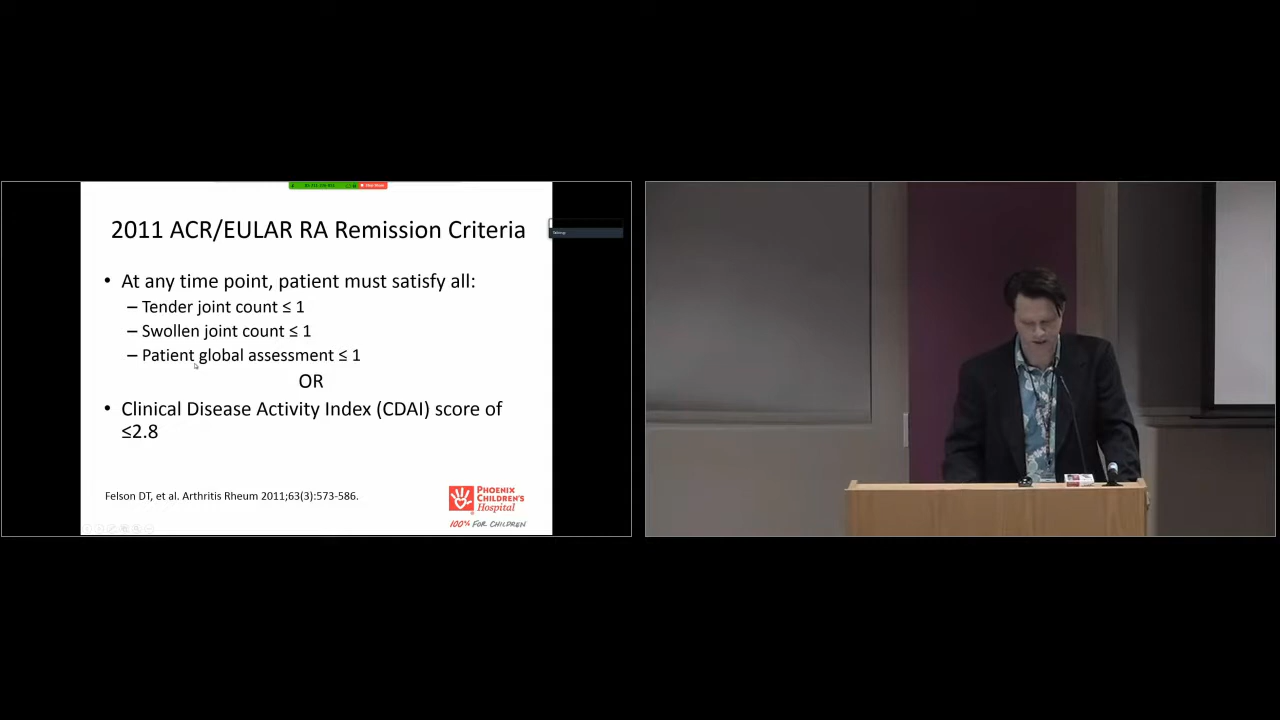 2011 ACR/EULAR RA Remission Criteria
• At any time point, patient must satisfy all:
– Tender joint count ≤ 1
– Swollen joint count ≤ 1
– Patient global assessment ≤ 1
OR
• Clinical Disease Activity Index (CDAI) score of
≤2.8
Felson DT, et al. Arthritis Rheum 2011;63(3):573-586.
PHOENIX
CHILDREN'S
Hospital
100% FOR CHILDREN